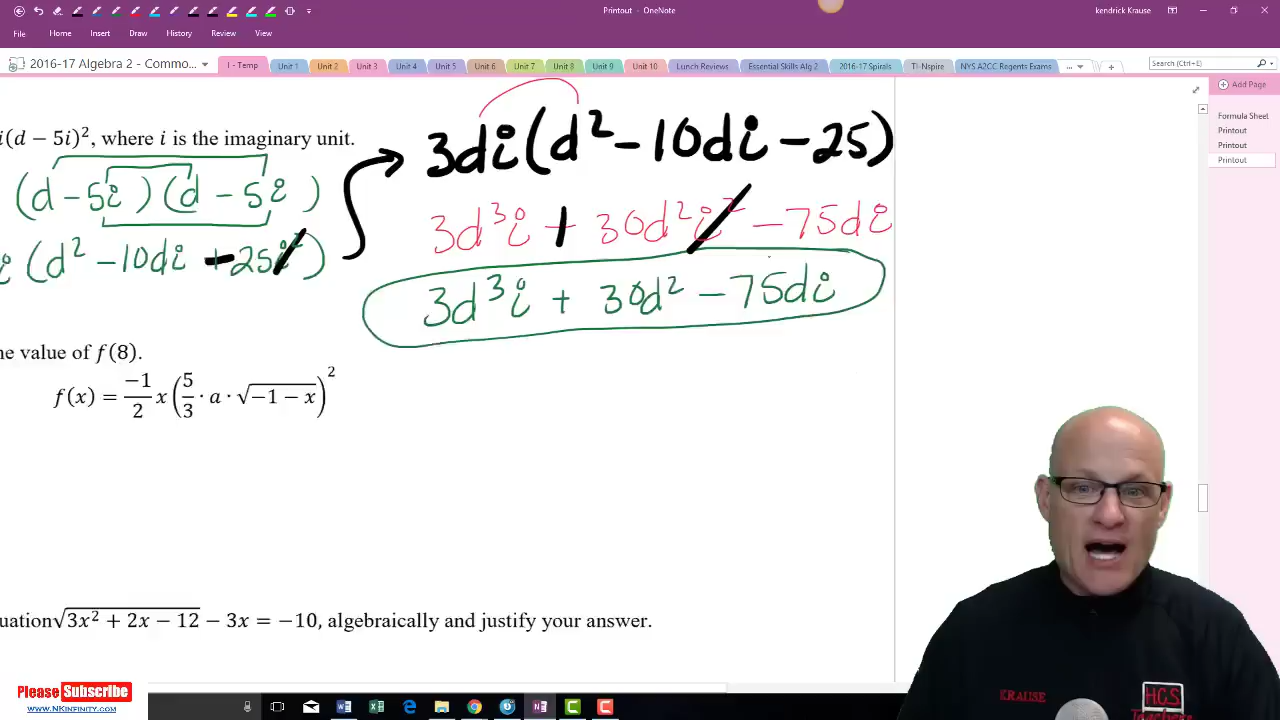 Printout - OneNote
kendrick Krause
File Home Insert Draw History Review View
2016-17 Algebra 2 - Commo... I - Temp Unit 1 Unit 2 Unit 3 Unit 4 Unit 5 Unit 6 Unit 7 Unit 8 Unit 9 Unit 10 Lunch Reviews Essential Skills Alg 2 2016-17 Spirals TI-Nspire NYS A2CC Regents Exams ... + Search (Ctrl+E)
Add Page
Formula Sheet
Printout
Printout
Printout
i(d − 5i)², where i is the imaginary unit.
(d − 5i)(d − 5i)
i(d² − 10di + 25i²)
3di(d² − 10di − 25)
3d³i + 30d²i² − 75di
3d³i + 30d² − 75di
he value of f(8).
f(x) = −1/2 x (5/3 · a · √−1 − x)²
uation √3x² + 2x − 12 − 3x = −10, algebraically and justify your answer.
Please Subscribe
www.NKinfinity.com
KRAUSE
H.C.S
Teachers